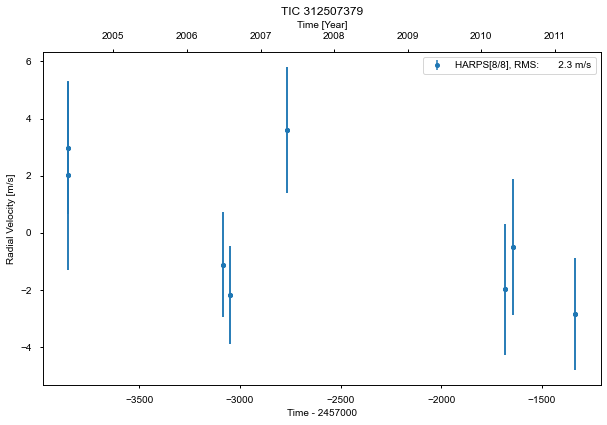 TIC 312507379
Time [Year]
2005 2006 2007 2008 2009 2010 2011
HARPS[8/8], RMS: 2.3 m/s
Radial Velocity [m/s]
6
4
2
0
−2
−4
−3500 −3000 −2500 −2000 −1500
Time - 2457000